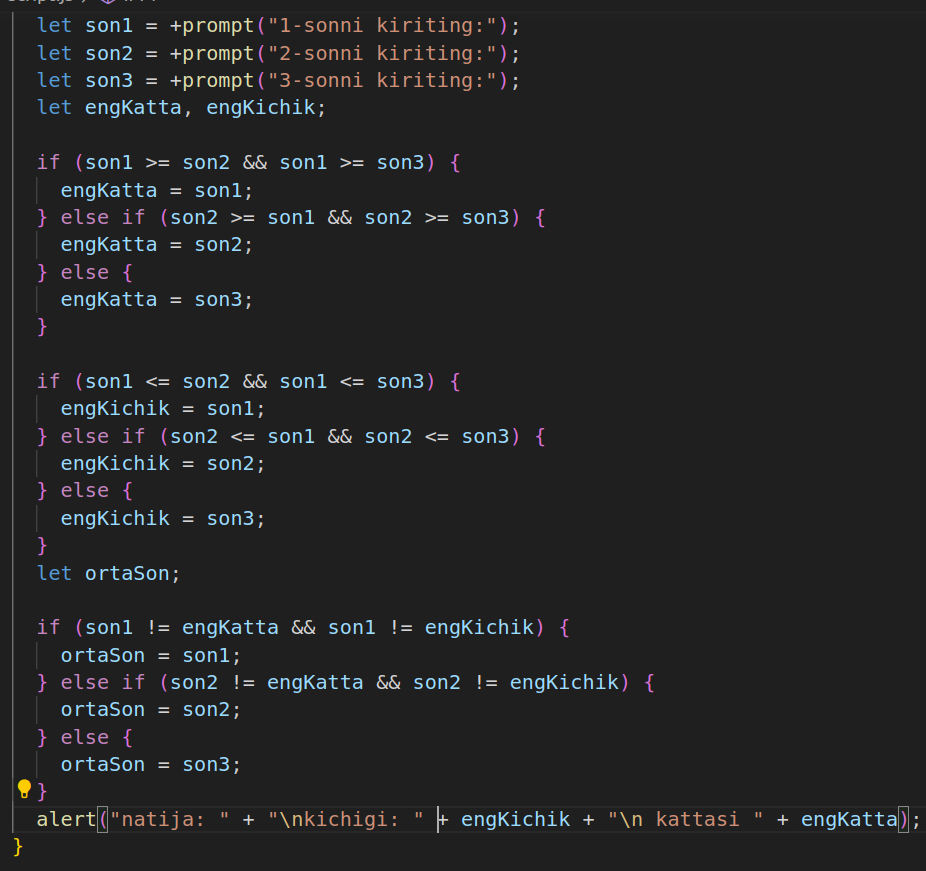 let son1 = +prompt("1-sonni kiriting:");
let son2 = +prompt("2-sonni kiriting:");
let son3 = +prompt("3-sonni kiriting:");
let engKatta, engKichik;

if (son1 >= son2 && son1 >= son3) {
  engKatta = son1;
} else if (son2 >= son1 && son2 >= son3) {
  engKatta = son2;
} else {
  engKatta = son3;
}

if (son1 <= son2 && son1 <= son3) {
  engKichik = son1;
} else if (son2 <= son1 && son2 <= son3) {
  engKichik = son2;
} else {
  engKichik = son3;
}
let ortaSon;

if (son1 != engKatta && son1 != engKichik) {
  ortaSon = son1;
} else if (son2 != engKatta && son2 != engKichik) {
  ortaSon = son2;
} else {
  ortaSon = son3;
}
alert("natija: " + "\nkichigi: " + engKichik + "\n kattasi " + engKatta);
}